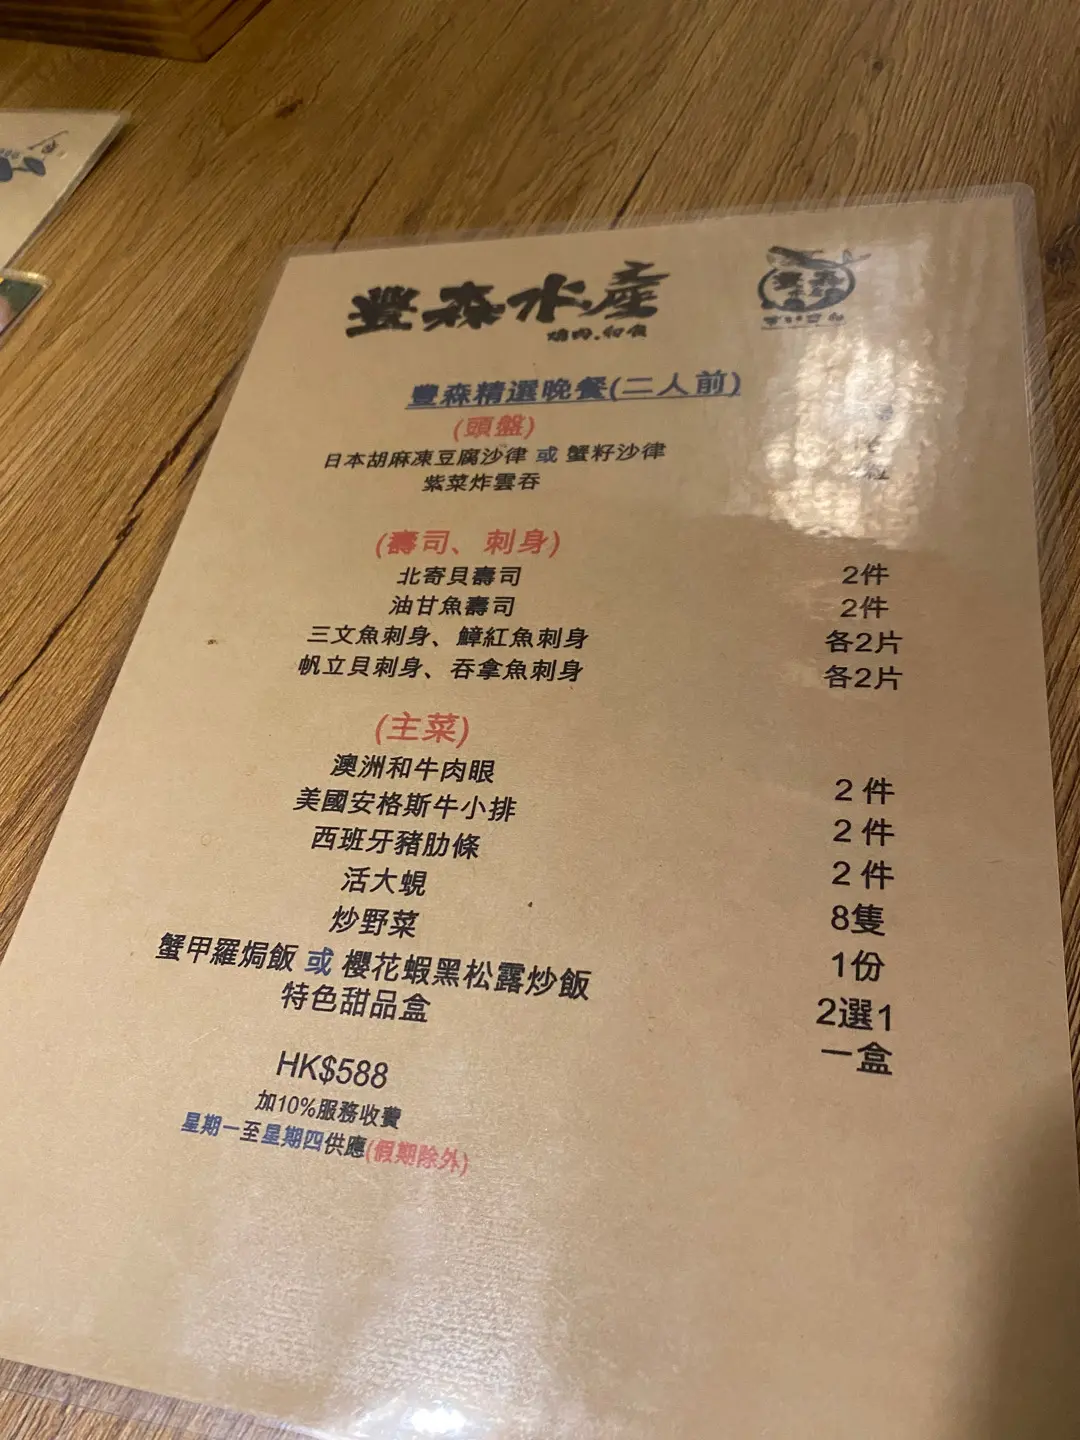 豐森水產
燒肉．和食
豐森精選晚餐(二人前)
(頭盤)
日本胡麻凍豆腐沙律 或 蟹籽沙律
紫菜炸雲吞
(壽司、刺身)
北寄貝壽司 2件
油甘魚壽司 2件
三文魚刺身、鱆紅魚刺身 各2片
帆立貝刺身、吞拿魚刺身 各2片
(主菜)
澳洲和牛肉眼 2 件
美國安格斯牛小排 2 件
西班牙豬肋條 2 件
活大蜆 8隻
炒野菜 1份
蟹甲羅焗飯 或 櫻花蝦黑松露炒飯 2選1
特色甜品盒 一盒
HK$588
加10%服務收費
星期一至星期四供應(假期除外)